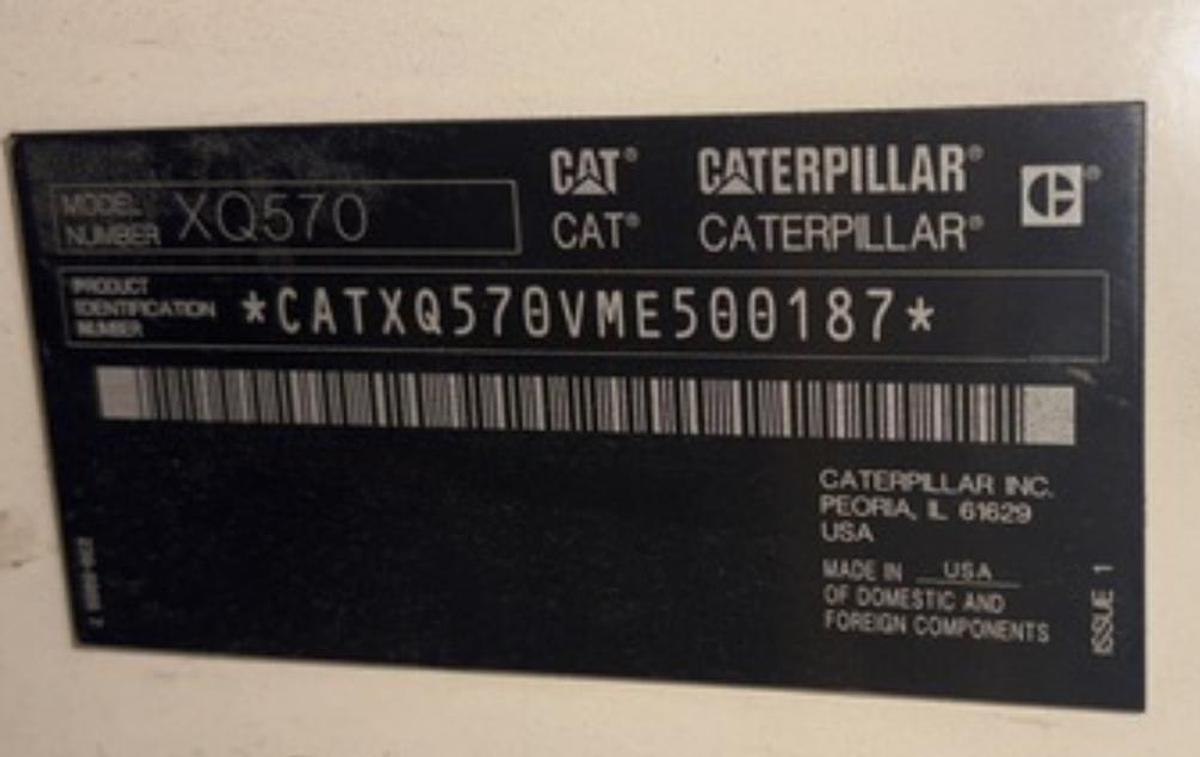 MODEL NUMBER XQ570
CAT® CATERPILLAR®
CAT® CATERPILLAR®
PRODUCT IDENTIFICATION NUMBER *CATXQ570VME500187*
CATERPILLAR INC.
PEORIA, IL 61629
USA
MADE IN USA
OF DOMESTIC AND
FOREIGN COMPONENTS
ISSUE 1